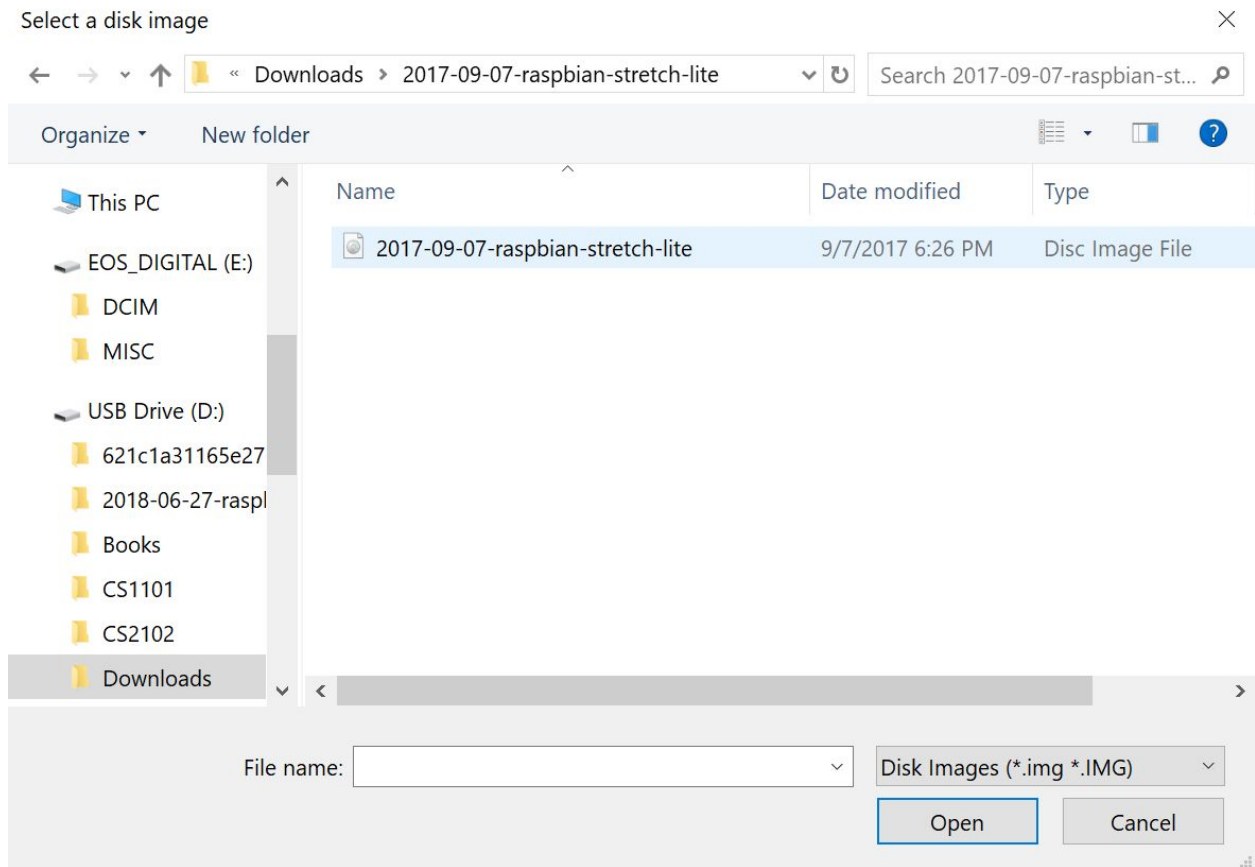 Select a disk image
« Downloads > 2017-09-07-raspbian-stretch-lite
Search 2017-09-07-raspbian-st...
Organize
New folder
?
This PC
EOS_DIGITAL (E:)
DCIM
MISC
USB Drive (D:)
621c1a31165e27
2018-06-27-rasp
Books
CS1101
CS2102
Downloads
Name Date modified Type
2017-09-07-raspbian-stretch-lite 9/7/2017 6:26 PM Disc Image File
File name:
Disk Images (*.img *.IMG)
Open
Cancel